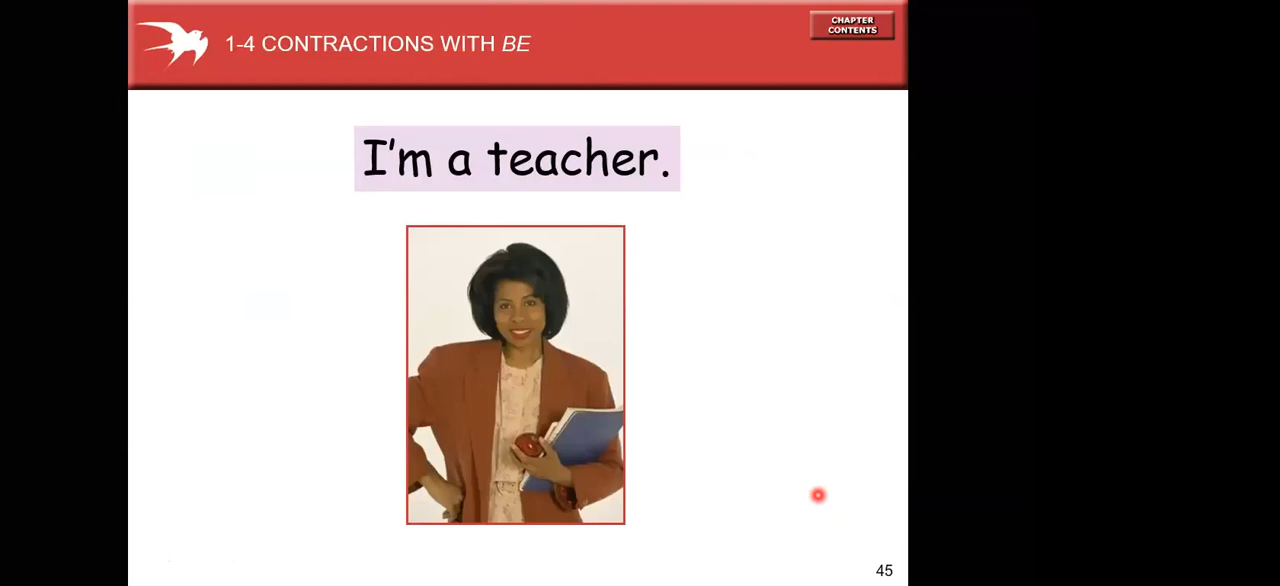 1-4 CONTRACTIONS WITH BE
CHAPTER
CONTENTS
I'm a teacher.
45